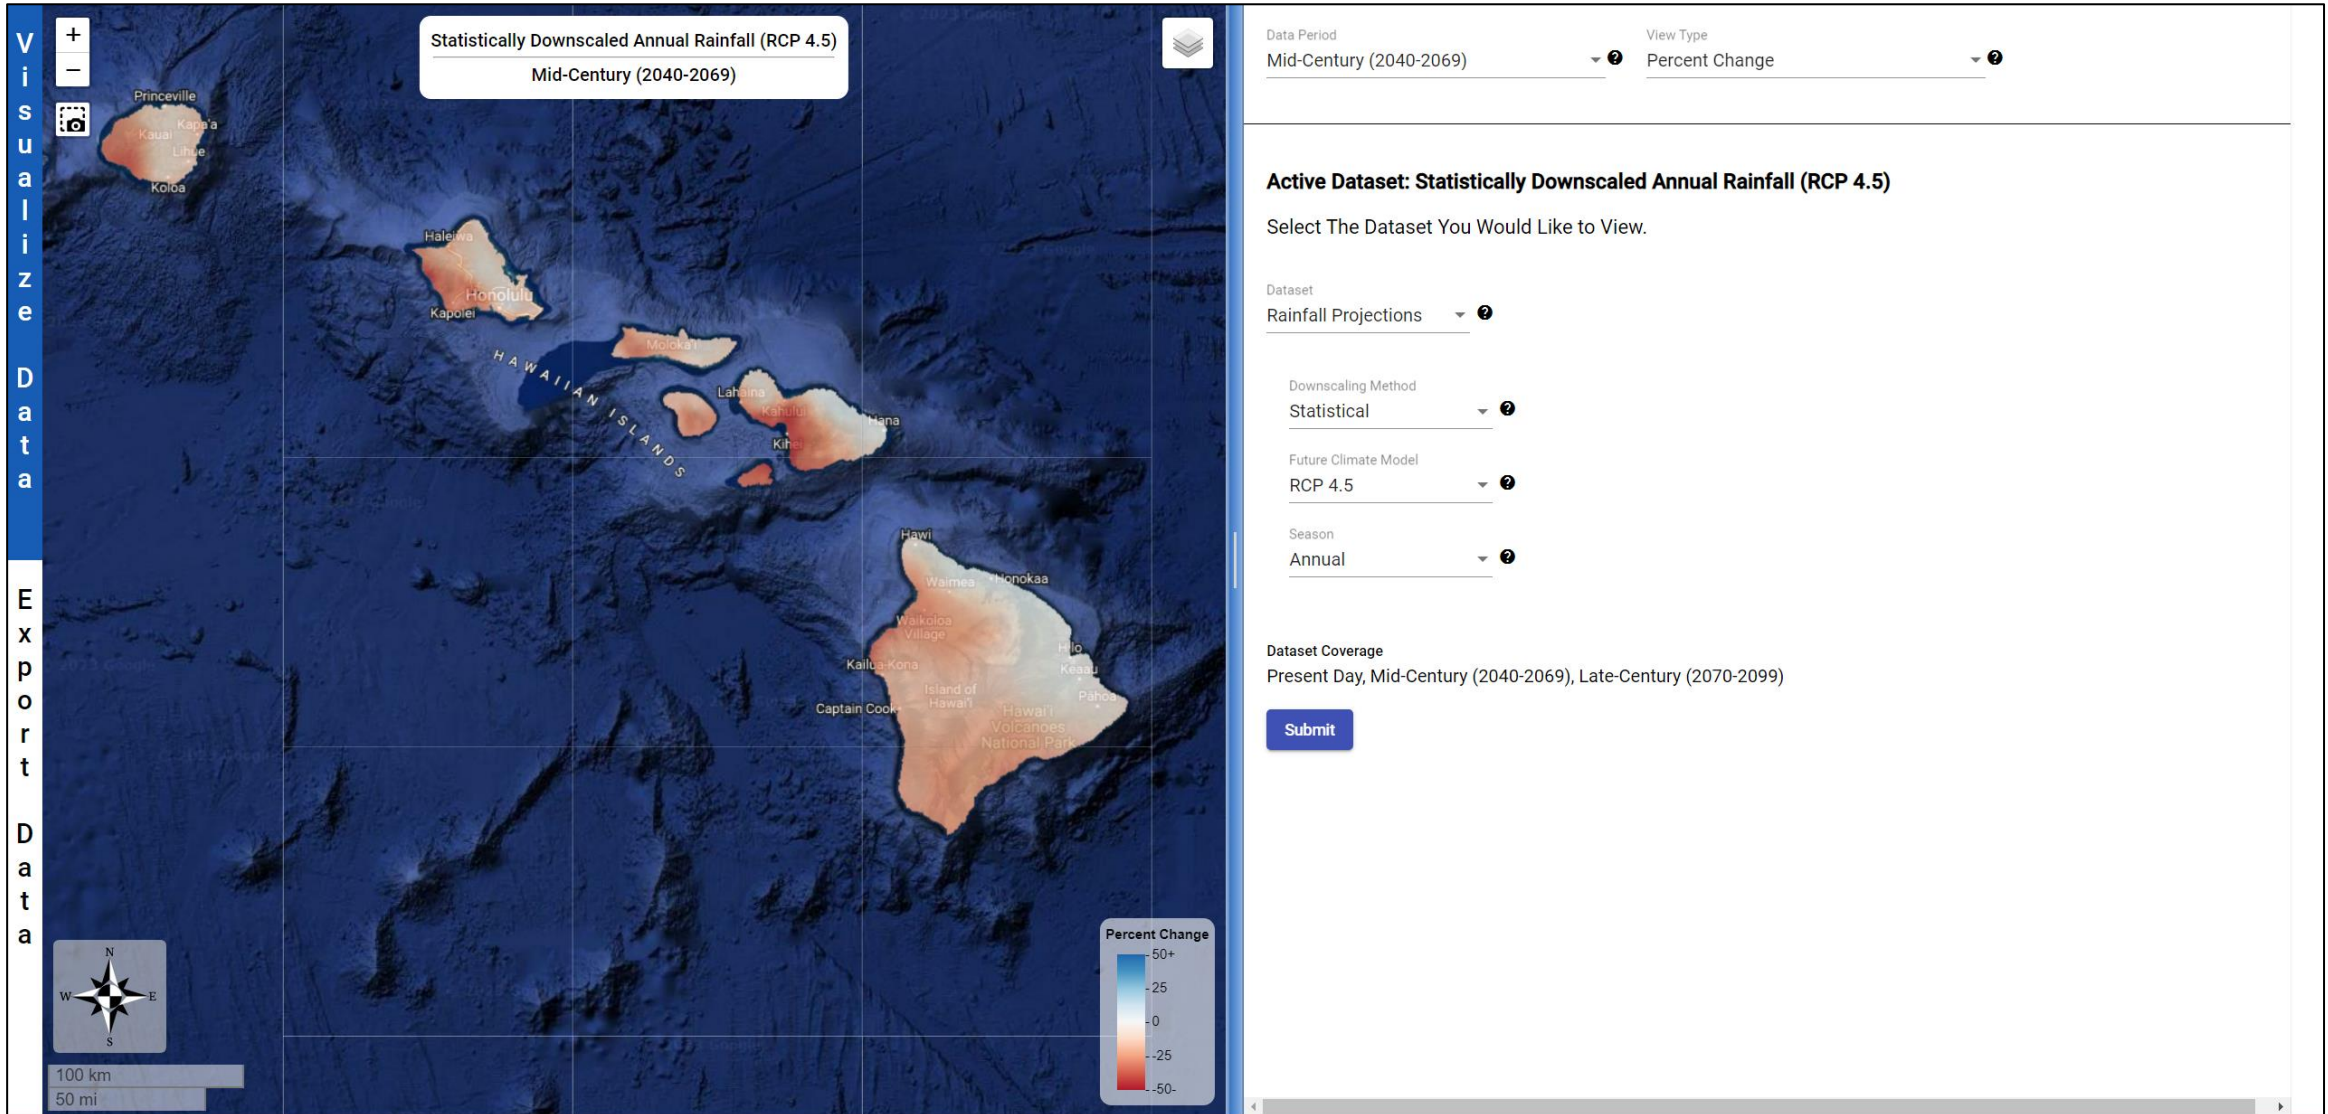 Visualize Data
Export Data
+
−
Statistically Downscaled Annual Rainfall (RCP 4.5)
Mid-Century (2040-2069)
Princeville
Kapa'a
Kauai
Lihue
Koloa
Haleiwa
Honolulu
Kapolei
HAWAIIAN ISLANDS
Moloka'i
Lahaina
Kahului
Hana
Kihei
Hawi
Waimea
Honokaa
Waikoloa
Village
Hilo
Kailua-Kona
Keaau
Island of
Hawai'i
Pāhoa
Captain Cook
Hawai'i
Volcanoes
National Park
N
W
E
S
100 km
50 mi
Percent Change
50+
25
0
-25
-50-
Data Period
Mid-Century (2040-2069)
View Type
Percent Change
Active Dataset: Statistically Downscaled Annual Rainfall (RCP 4.5)
Select The Dataset You Would Like to View.
Dataset
Rainfall Projections
Downscaling Method
Statistical
Future Climate Model
RCP 4.5
Season
Annual
Dataset Coverage
Present Day, Mid-Century (2040-2069), Late-Century (2070-2099)
Submit